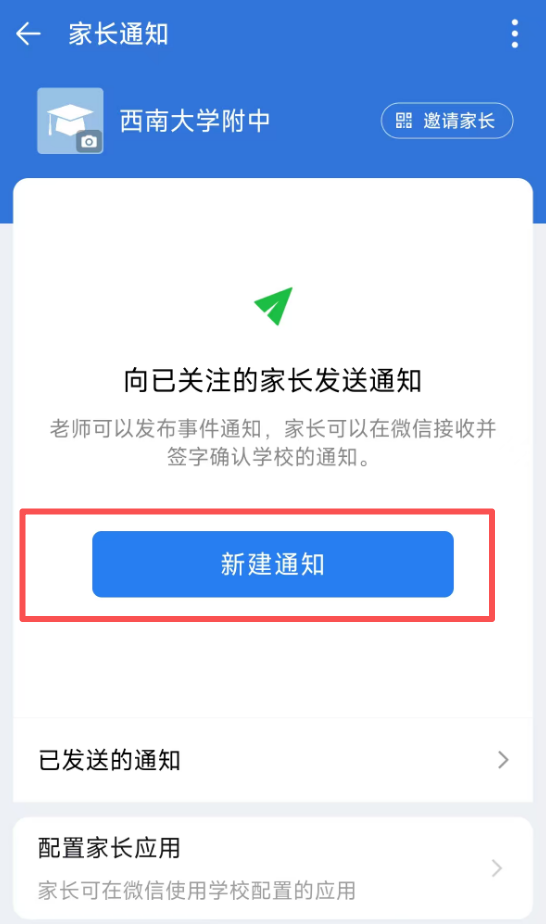 家长通知
西南大学附中
邀请家长
向已关注的家长发送通知
老师可以发布事件通知，家长可以在微信接收并
签字确认学校的通知。
新建通知
已发送的通知
配置家长应用
家长可在微信使用学校配置的应用